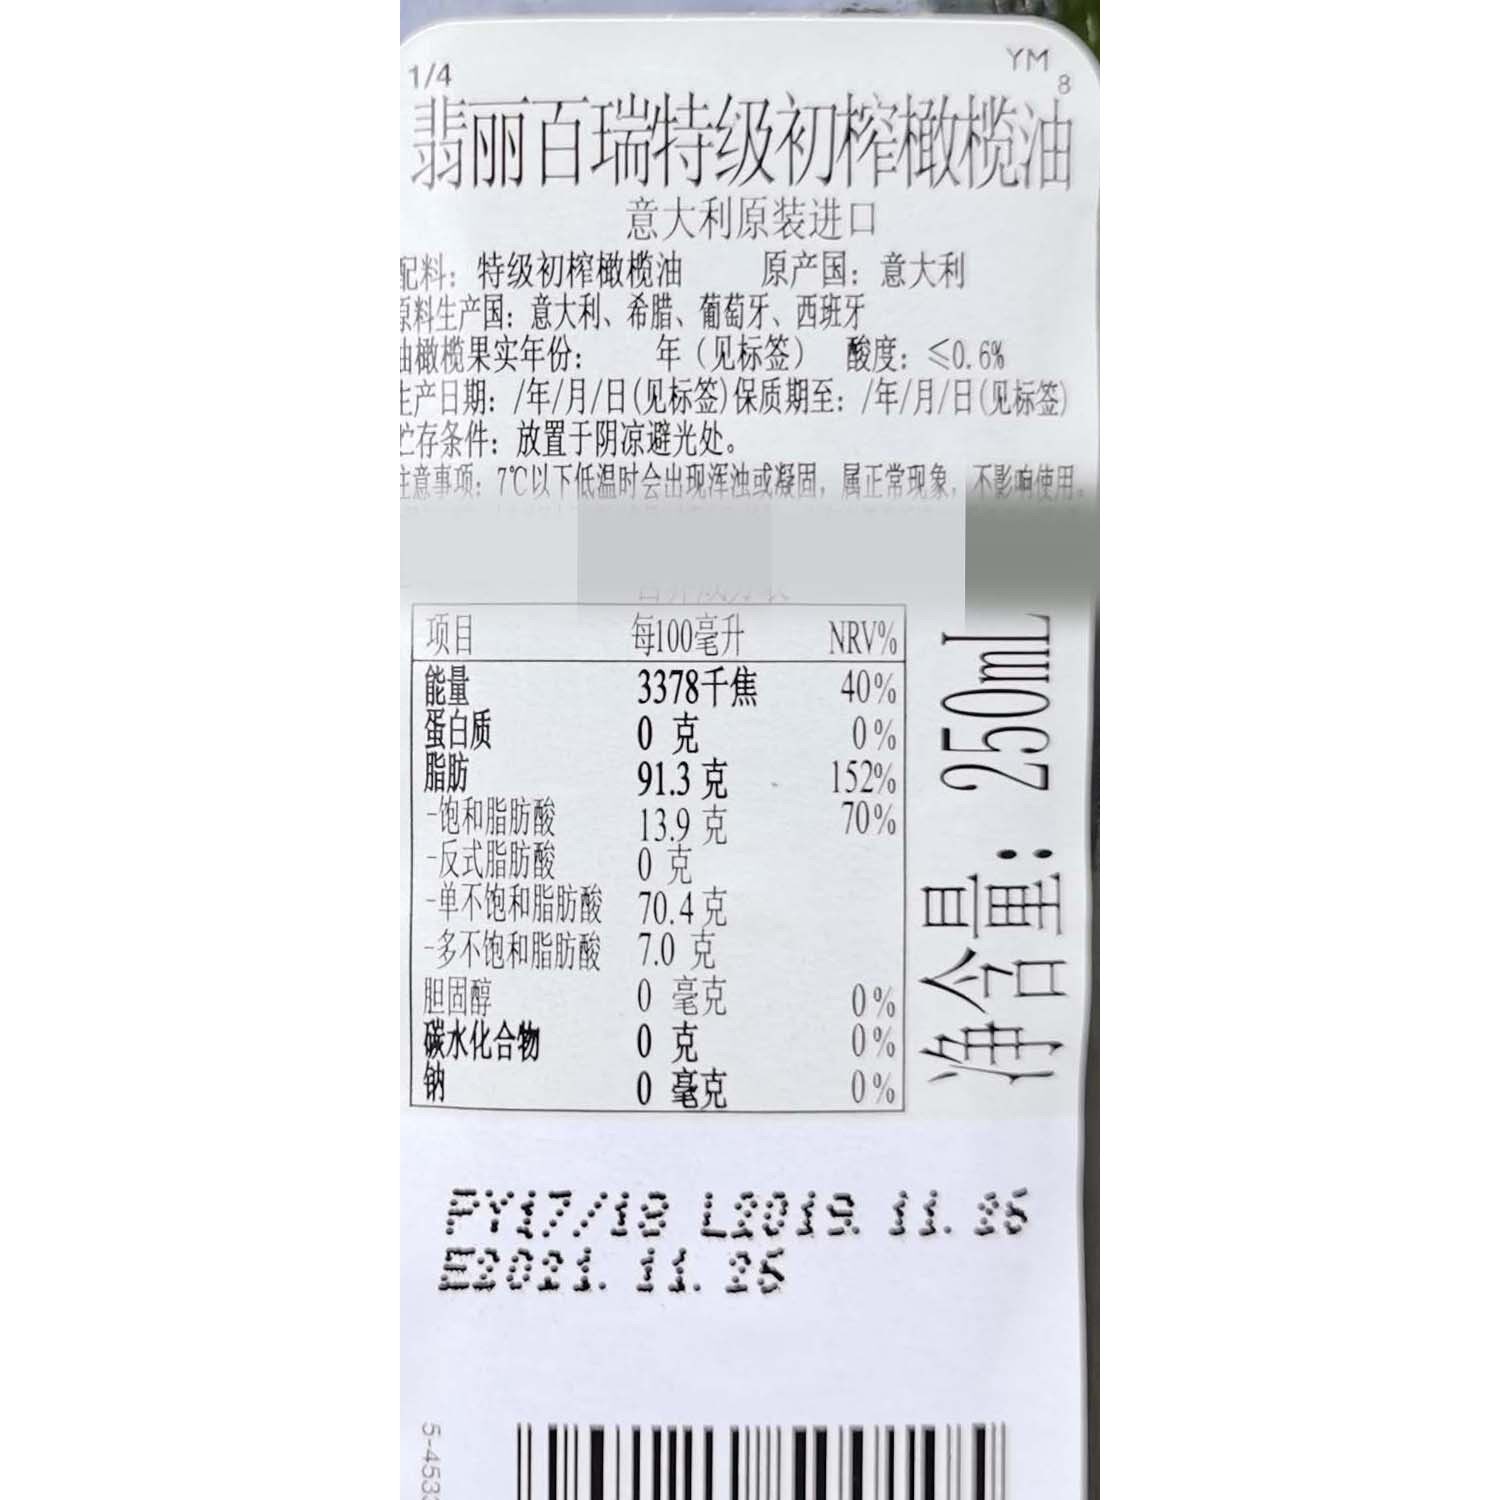 1/4
YM
8
翡丽百瑞特级初榨橄榄油
意大利原装进口
配料：特级初榨橄榄油 原产国：意大利
原料生产国：意大利、希腊、葡萄牙、西班牙
油橄榄果实年份： 年（见标签） 酸度：≤0.6%
生产日期：/年/月/日(见标签)保质期至：/年/月/日(见标签)
贮存条件：放置于阴凉避光处。
注意事项：7℃以下低温时会出现浑浊或凝固，属正常现象，不影响使用。
项目 每100毫升 NRV%
能量 3378千焦 40%
蛋白质 0 克 0%
脂肪 91.3 克 152%
-饱和脂肪酸 13.9 克 70%
-反式脂肪酸 0 克
-单不饱和脂肪酸 70.4 克
-多不饱和脂肪酸 7.0 克
胆固醇 0 毫克 0%
碳水化合物 0 克 0%
钠 0 毫克 0%
净含量：250mL
PY17/18 L2019.11.26
E2021.11.25